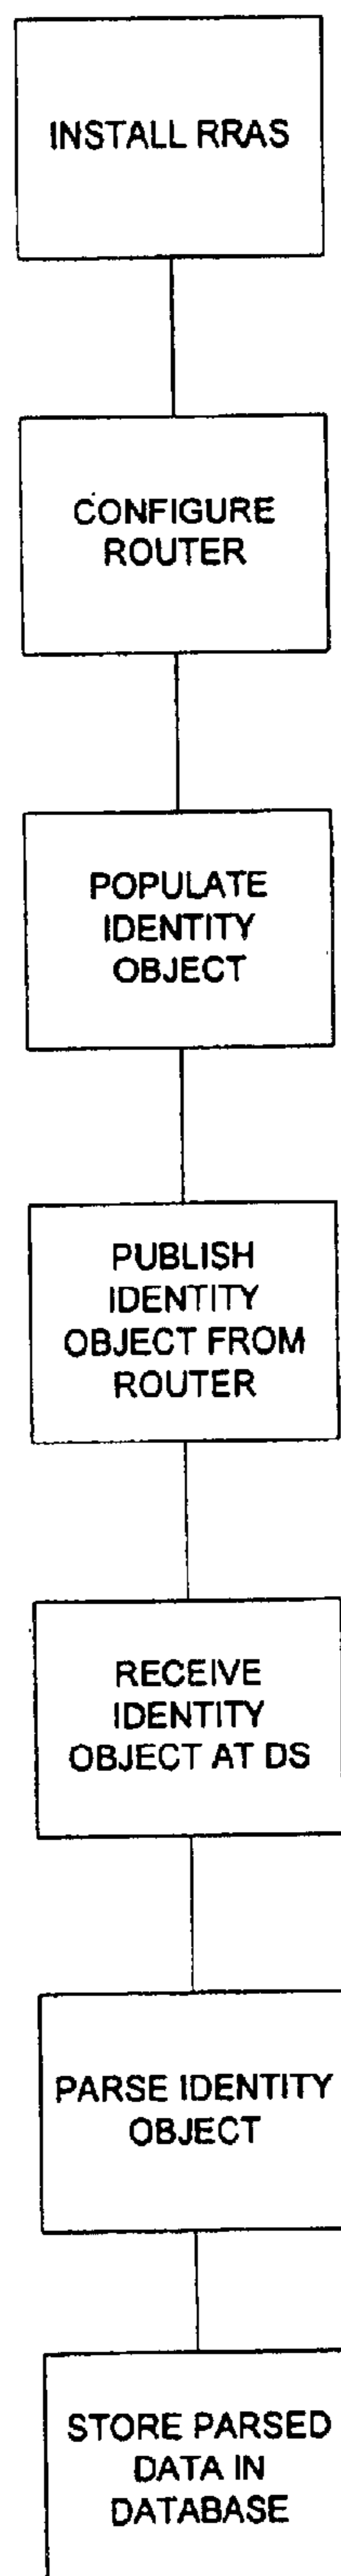 INSTALL RRAS
CONFIGURE
ROUTER
POPULATE
IDENTITY
OBJECT
PUBLISH
IDENTITY
OBJECT FROM
ROUTER
RECEIVE
IDENTITY
OBJECT AT DS
PARSE IDENTITY
OBJECT
STORE PARSED
DATA IN
DATABASE